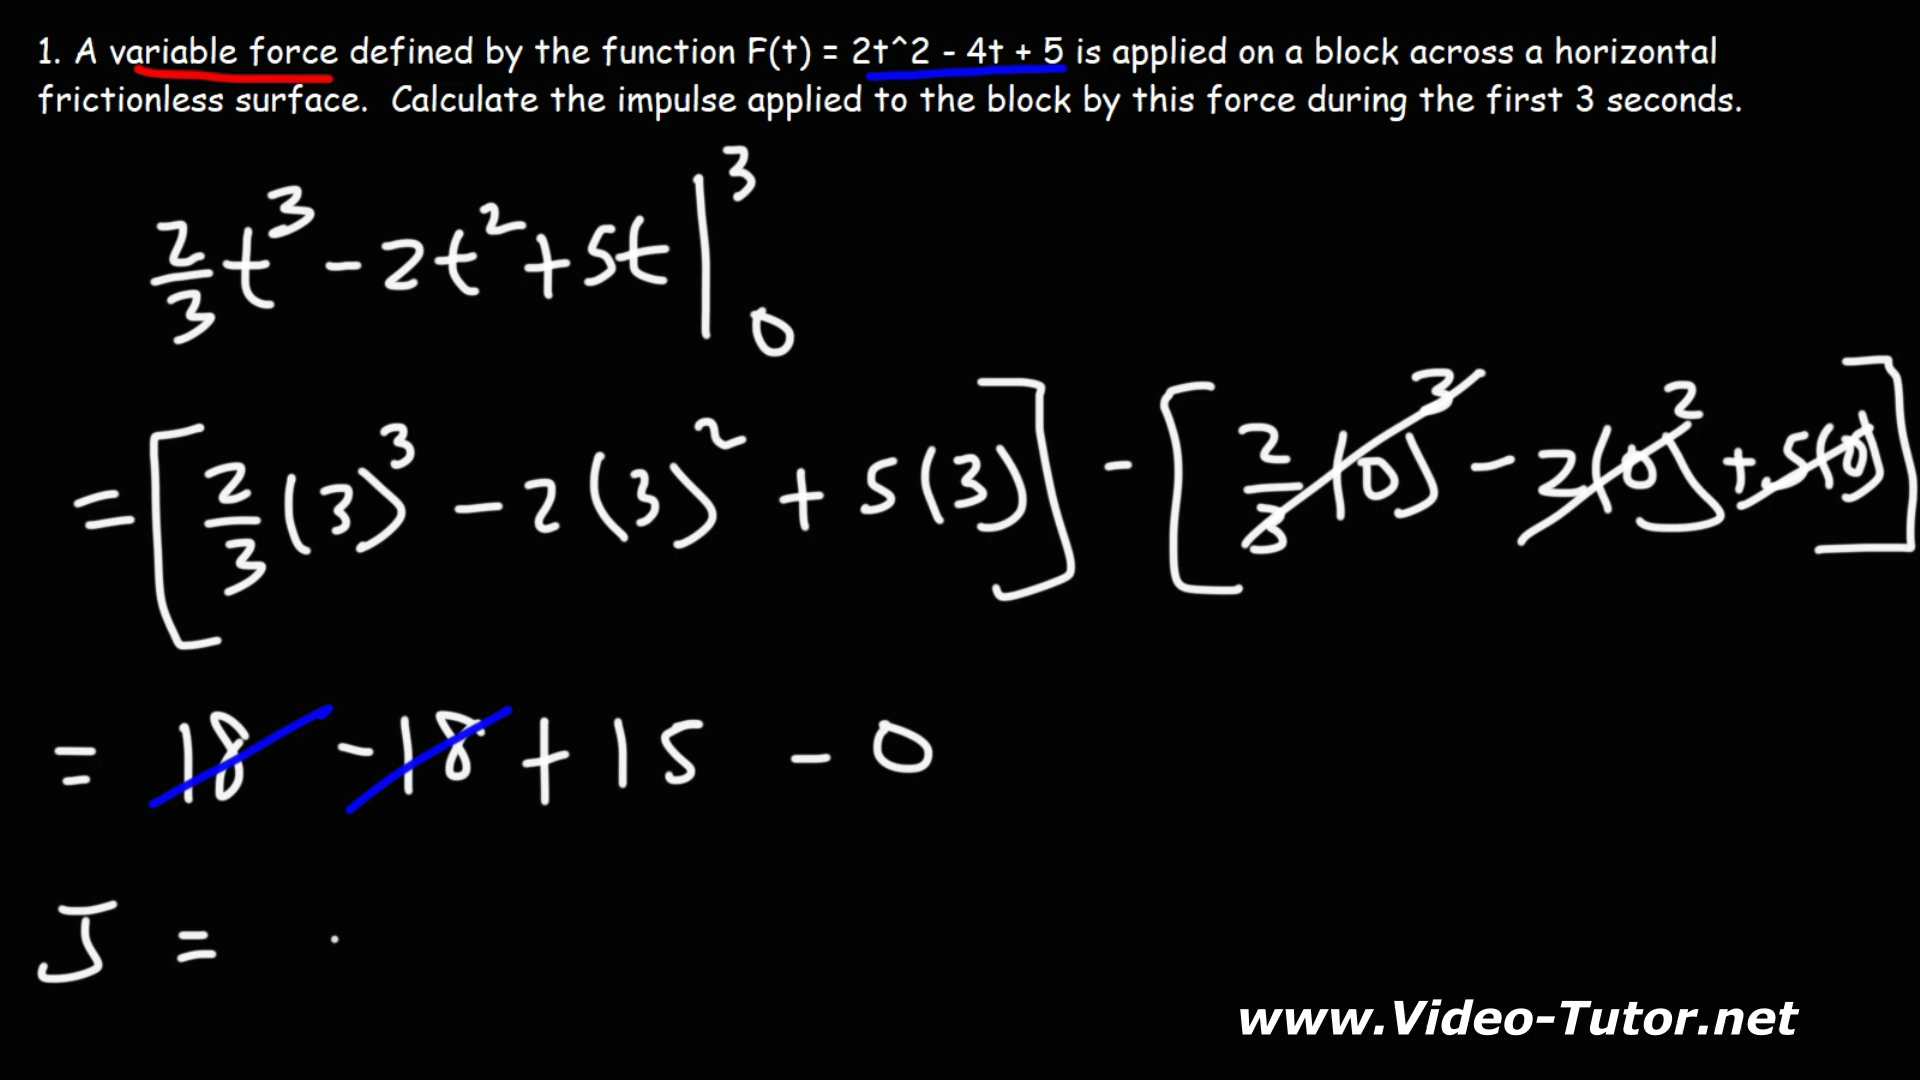 1. A variable force defined by the function F(t) = 2t^2 - 4t + 5 is applied on a block across a horizontal
frictionless surface. Calculate the impulse applied to the block by this force during the first 3 seconds.
2/3 t³ - 2t² + 5t |₀³
= [2/3 (3)³ - 2(3)² + 5(3)] - [2/3 (0)³ - 2(0)² + 5(0)]
= 18 - 18 + 15 - 0
J =
www.Video-Tutor.net